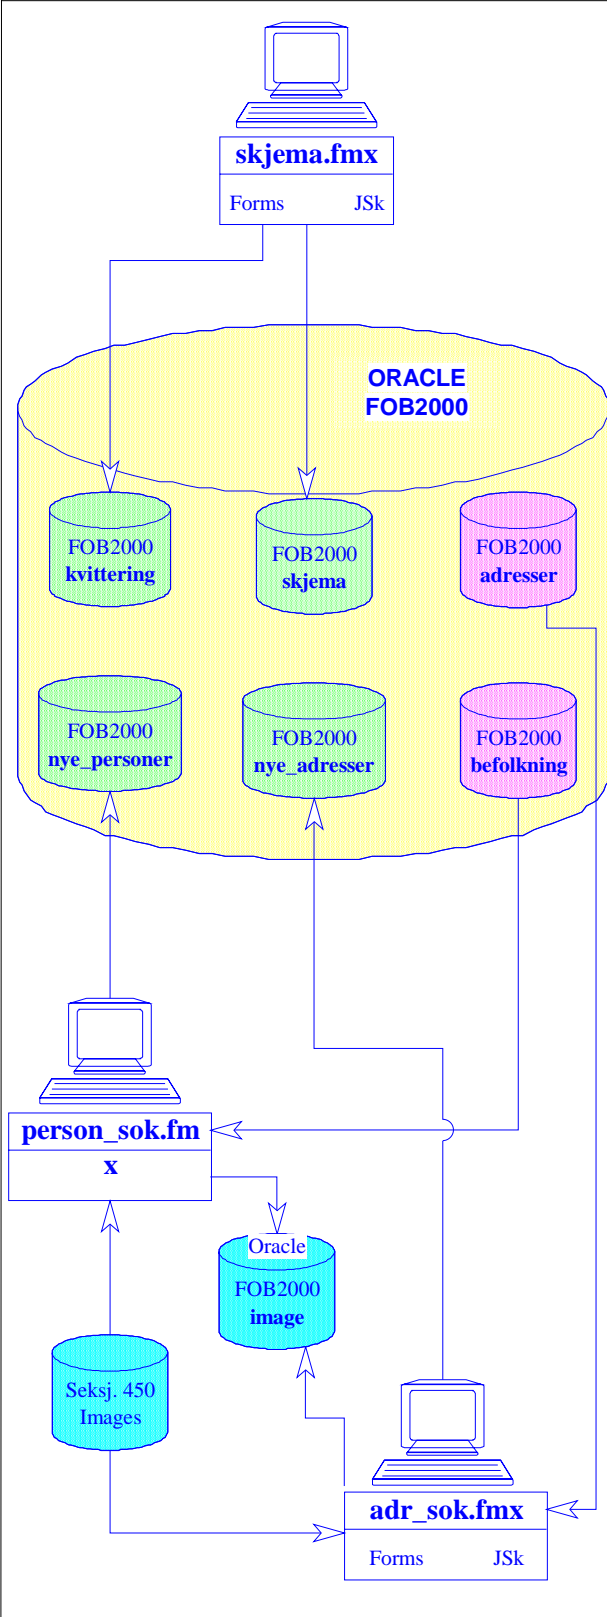 skjema.fmx
Forms JSk
ORACLE
FOB2000
FOB2000
kvittering
FOB2000
skjema
FOB2000
adresser
FOB2000
nye_personer
FOB2000
nye_adresser
FOB2000
befolkning
person_sok.fm
x
Oracle
FOB2000
image
Seksj. 450
Images
adr_sok.fmx
Forms JSk